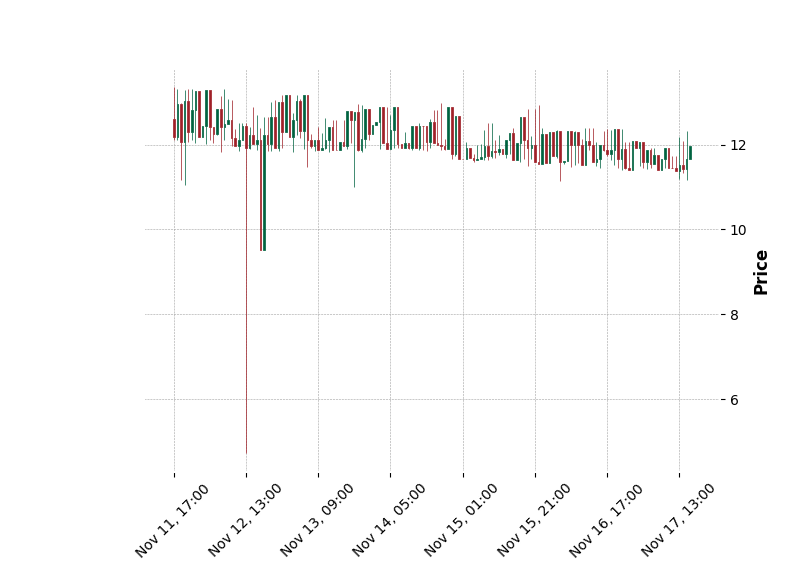 12
10
8
6
Price
Nov 11, 17:00
Nov 12, 13:00
Nov 13, 09:00
Nov 14, 05:00
Nov 15, 01:00
Nov 15, 21:00
Nov 16, 17:00
Nov 17, 13:00